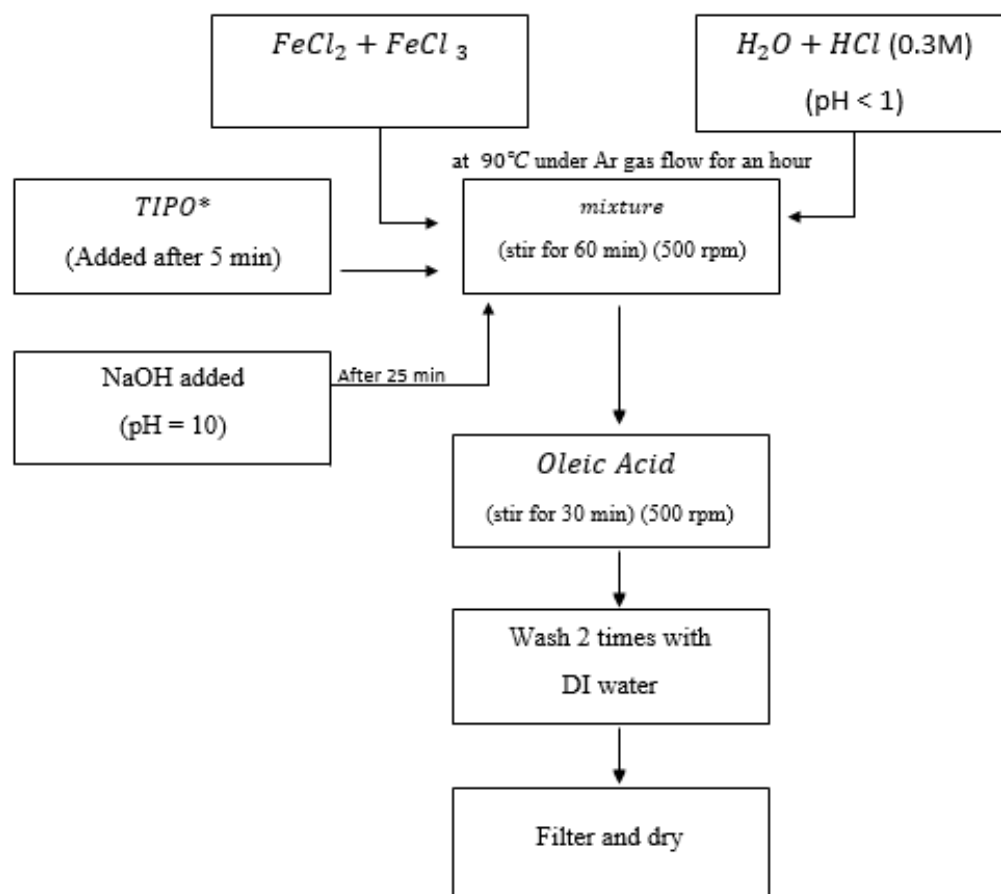 FeCl₂ + FeCl ₃
H₂O + HCl (0.3M)
(pH < 1)
at 90℃ under Ar gas flow for an hour
TIPO*
(Added after 5 min)
mixture
(stir for 60 min) (500 rpm)
NaOH added
(pH = 10)
After 25 min
Oleic Acid
(stir for 30 min) (500 rpm)
Wash 2 times with
DI water
Filter and dry